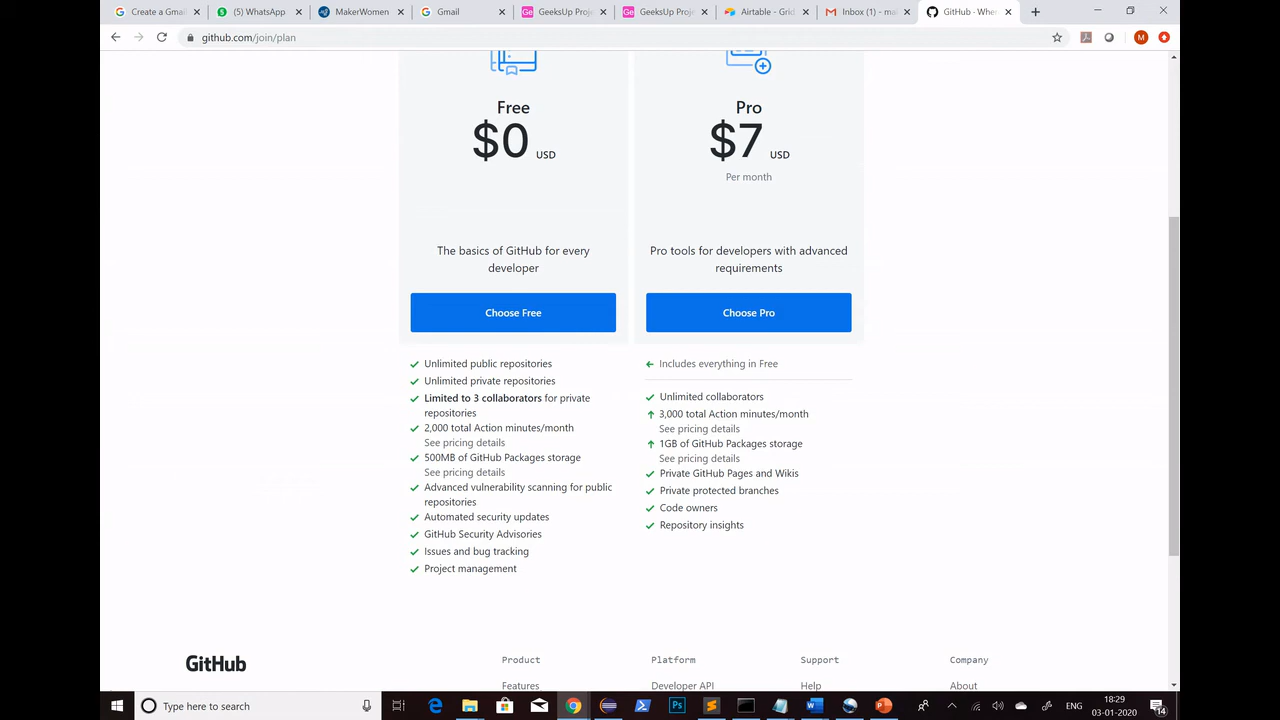 Create a Gmai
(5) WhatsApp
MakerWomen
Gmail
GeeksUp Proje
GeeksUp Proje
Airtable - Grid
Inbox (1) - mai
GitHub - Wher
github.com/join/plan
M
Free
$0 USD
The basics of GitHub for every
developer
Choose Free
Unlimited public repositories
Unlimited private repositories
Limited to 3 collaborators for private
repositories
2,000 total Action minutes/month
See pricing details
500MB of GitHub Packages storage
See pricing details
Advanced vulnerability scanning for public
repositories
Automated security updates
GitHub Security Advisories
Issues and bug tracking
Project management
Pro
$7 USD
Per month
Pro tools for developers with advanced
requirements
Choose Pro
Includes everything in Free
Unlimited collaborators
3,000 total Action minutes/month
See pricing details
1GB of GitHub Packages storage
See pricing details
Private GitHub Pages and Wikis
Private protected branches
Code owners
Repository insights
GitHub
Product
Features
Platform
Developer API
Support
Help
Company
About
Type here to search
Ps
ENG
18:29
03-01-2020
14